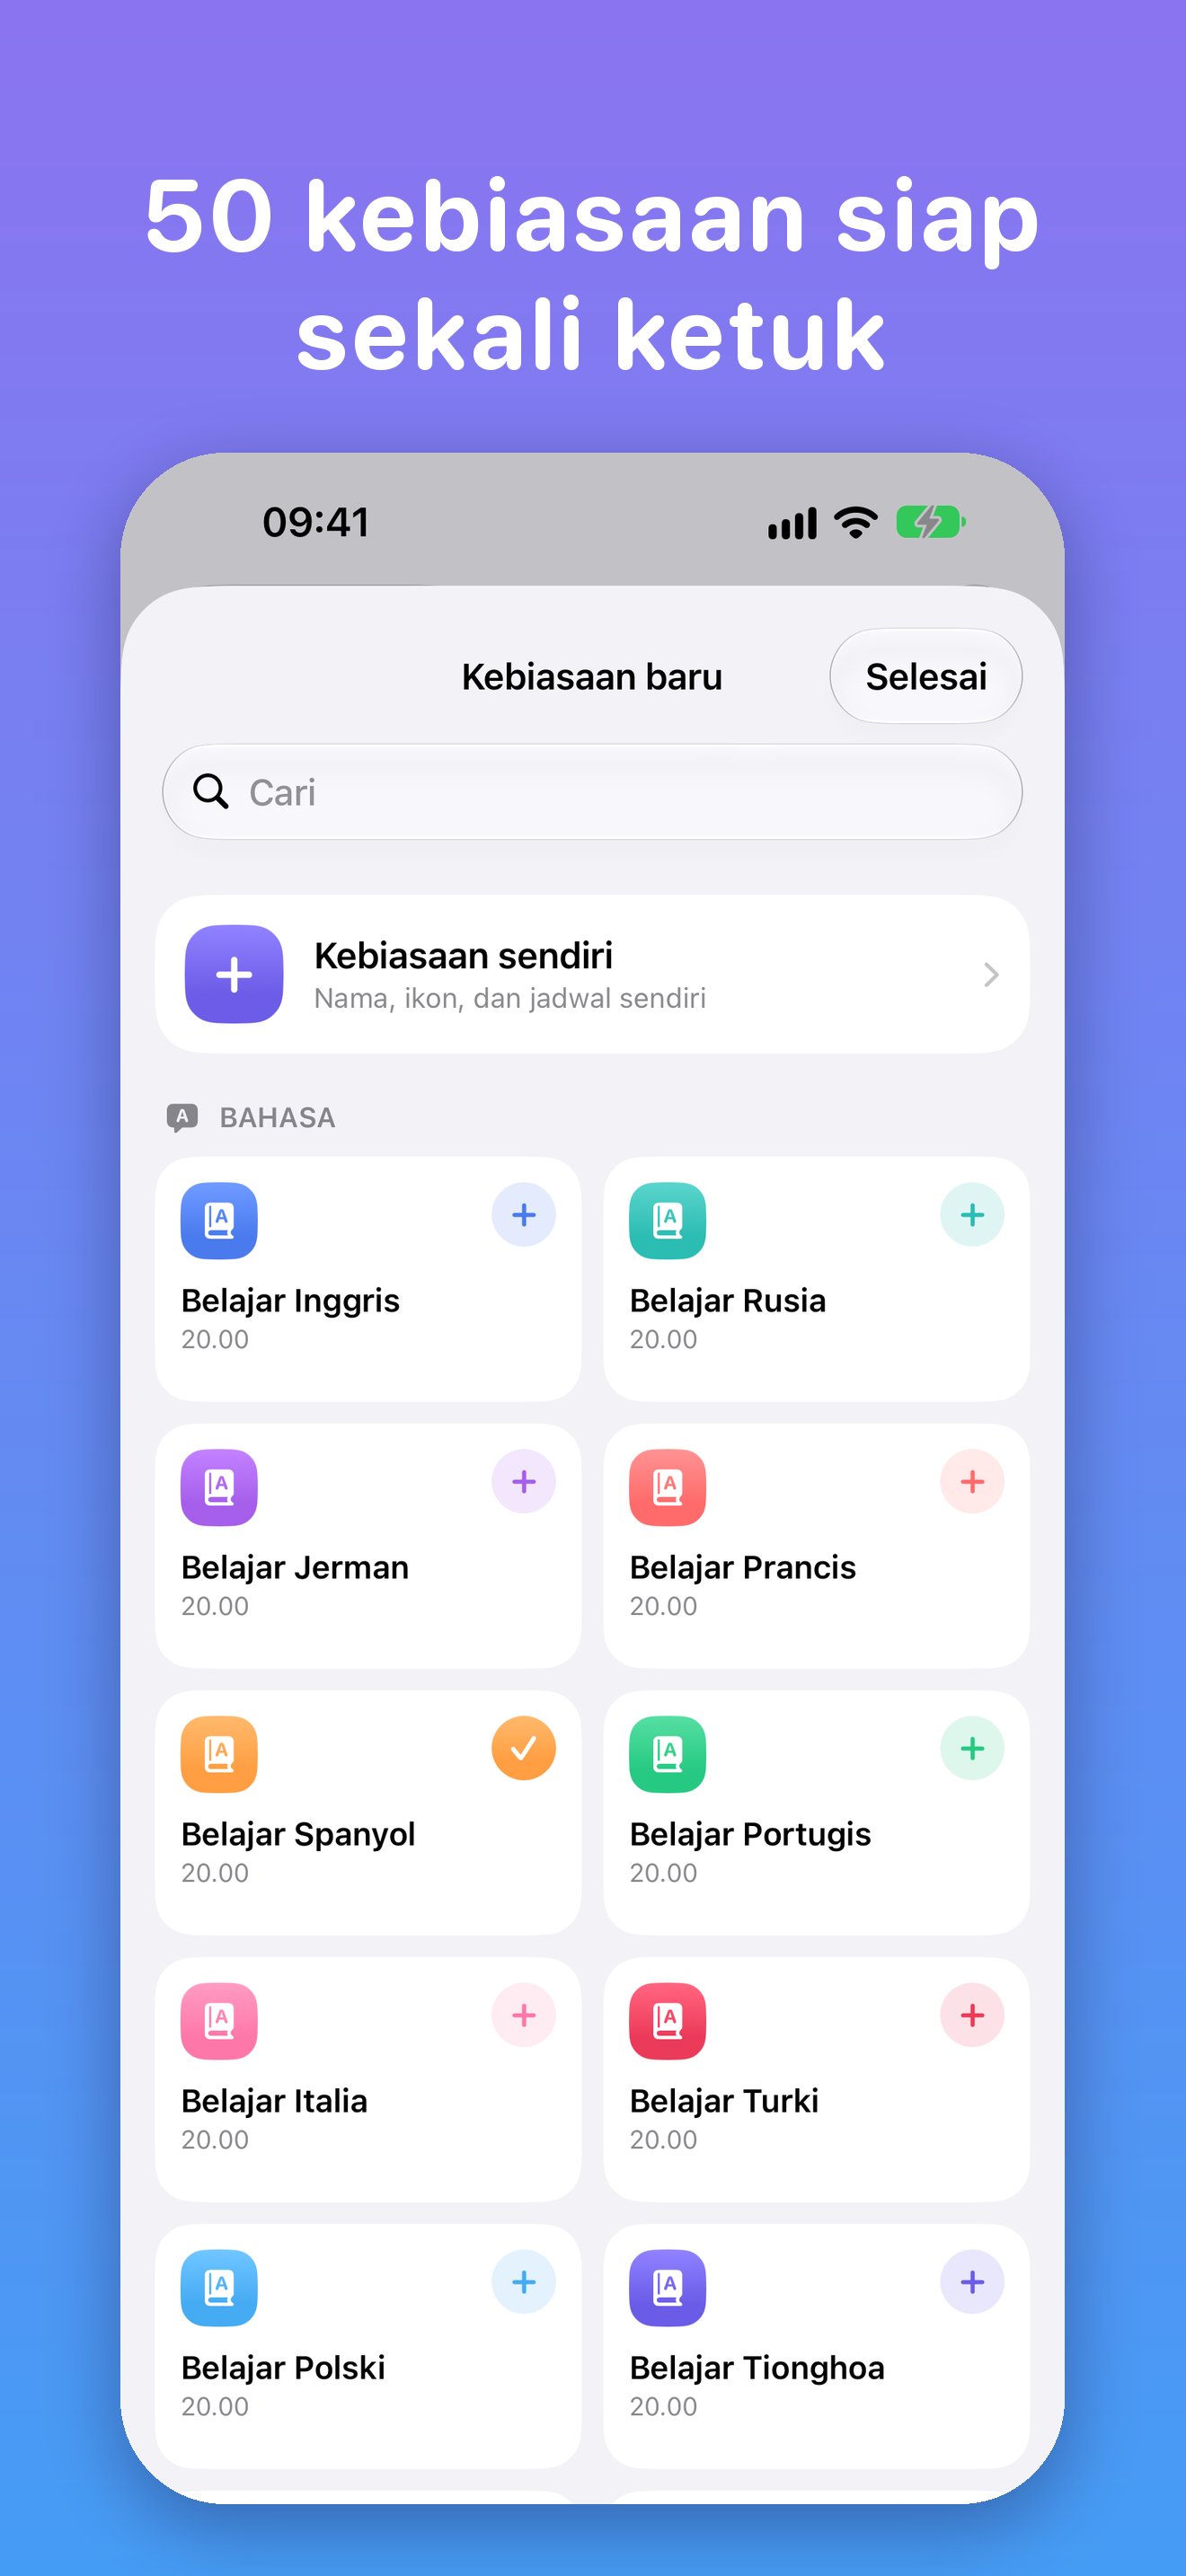 50 kebiasaan siap
sekali ketuk
09:41
Kebiasaan baru
Selesai
Cari
Kebiasaan sendiri
Nama, ikon, dan jadwal sendiri
BAHASA
Belajar Inggris
20.00
Belajar Rusia
20.00
Belajar Jerman
20.00
Belajar Prancis
20.00
Belajar Spanyol
20.00
Belajar Portugis
20.00
Belajar Italia
20.00
Belajar Turki
20.00
Belajar Polski
20.00
Belajar Tionghoa
20.00